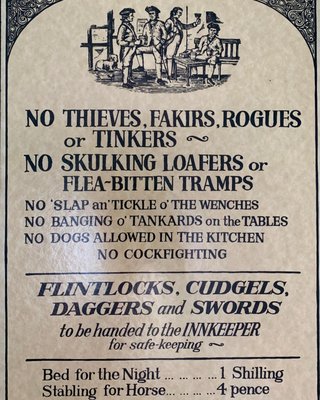 NO THIEVES, FAKIRS, ROGUES
or TINKERS ~
NO SKULKING LOAFERS or
FLEA-BITTEN TRAMPS
NO 'SLAP an' TICKLE o' THE WENCHES
NO BANGING o' TANKARDS on the TABLES
NO DOGS ALLOWED IN THE KITCHEN
NO COCKFIGHTING
FLINTLOCKS, CUDGELS,
DAGGERS and SWORDS
to be handed to the INNKEEPER
for safe-keeping ~
Bed for the Night ... ... ... ... 1 Shilling
Stabling for Horse... ... ... 4 pence